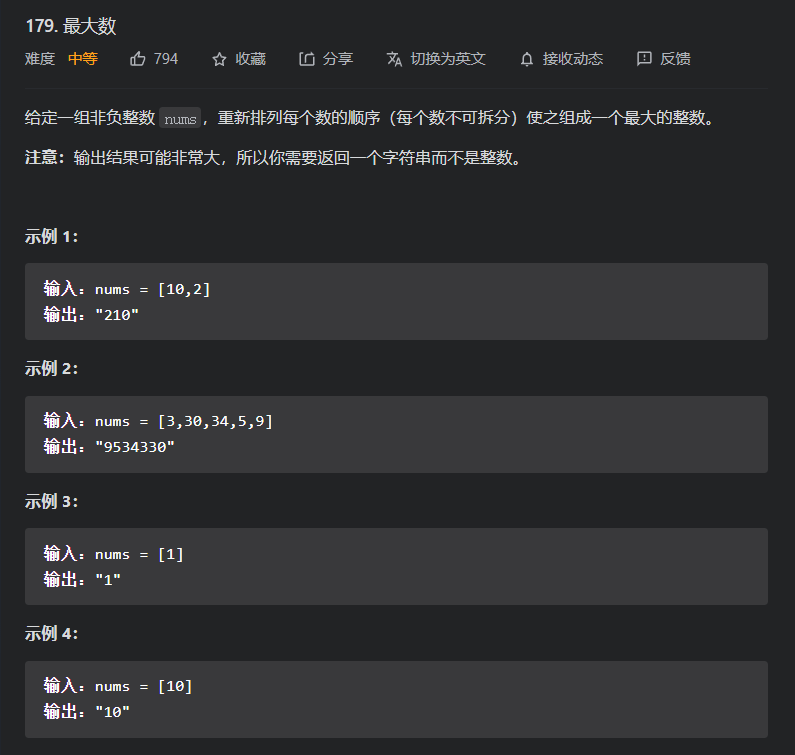 179. 最大数
难度 中等 794 收藏 分享 切换为英文 接收动态 反馈
给定一组非负整数 nums，重新排列每个数的顺序（每个数不可拆分）使之组成一个最大的整数。
注意：输出结果可能非常大，所以你需要返回一个字符串而不是整数。
示例 1：
输入：nums = [10,2]
输出："210"
示例 2：
输入：nums = [3,30,34,5,9]
输出："9534330"
示例 3：
输入：nums = [1]
输出："1"
示例 4：
输入：nums = [10]
输出："10"